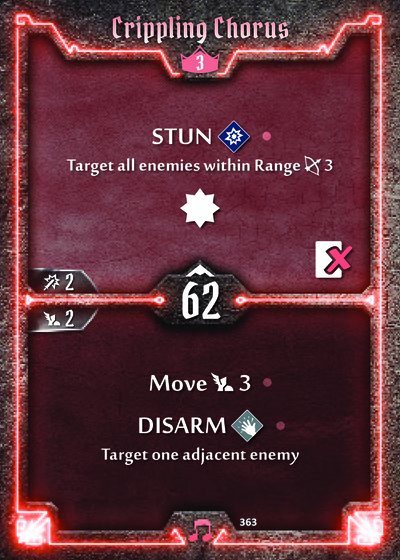 Crippling Chorus
3
STUN
Target all enemies within Range 3
2
62
2
Move 3
DISARM
Target one adjacent enemy
363